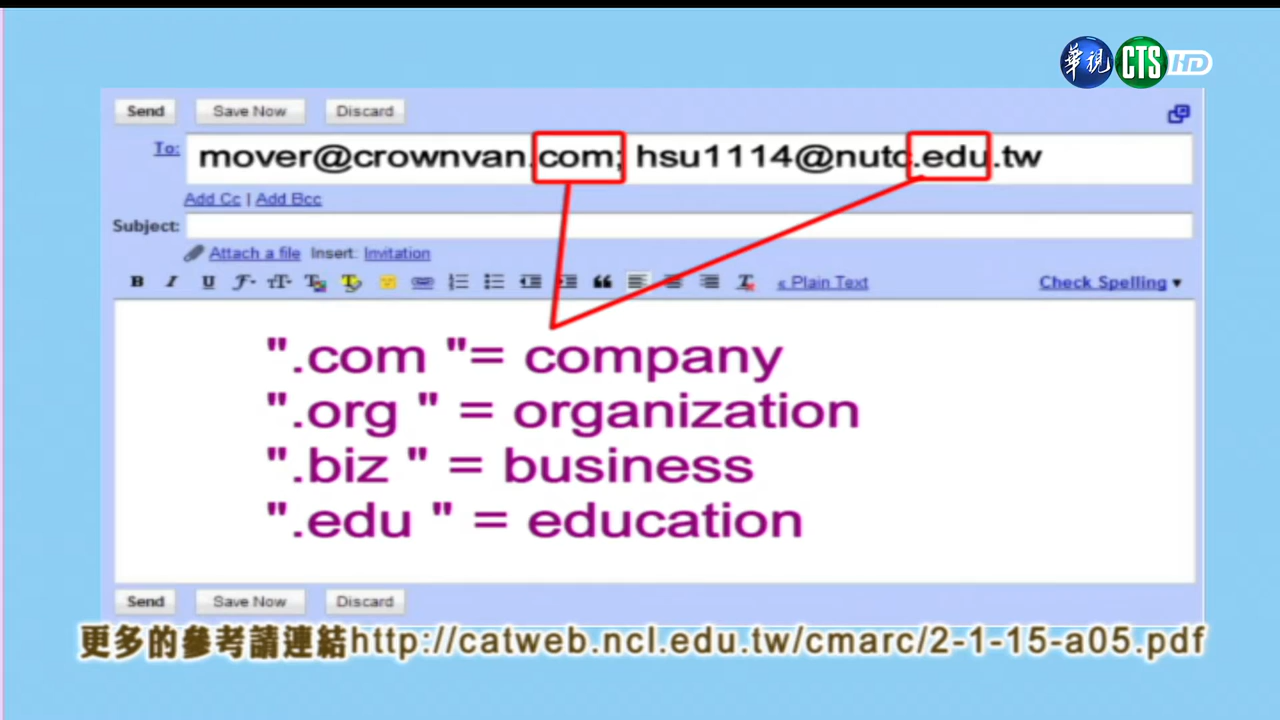 華視 CTS HD
Send Save Now Discard
To: mover@crownvan.com; hsu1114@nutc.edu.tw
Add Cc | Add Bcc
Subject:
Attach a file Insert: Invitation
B I U « Plain Text Check Spelling ▼
".com "= company
".org " = organization
".biz " = business
".edu " = education
Send Save Now Discard
更多的參考請連結http://catweb.ncl.edu.tw/cmarc/2-1-15-a05.pdf